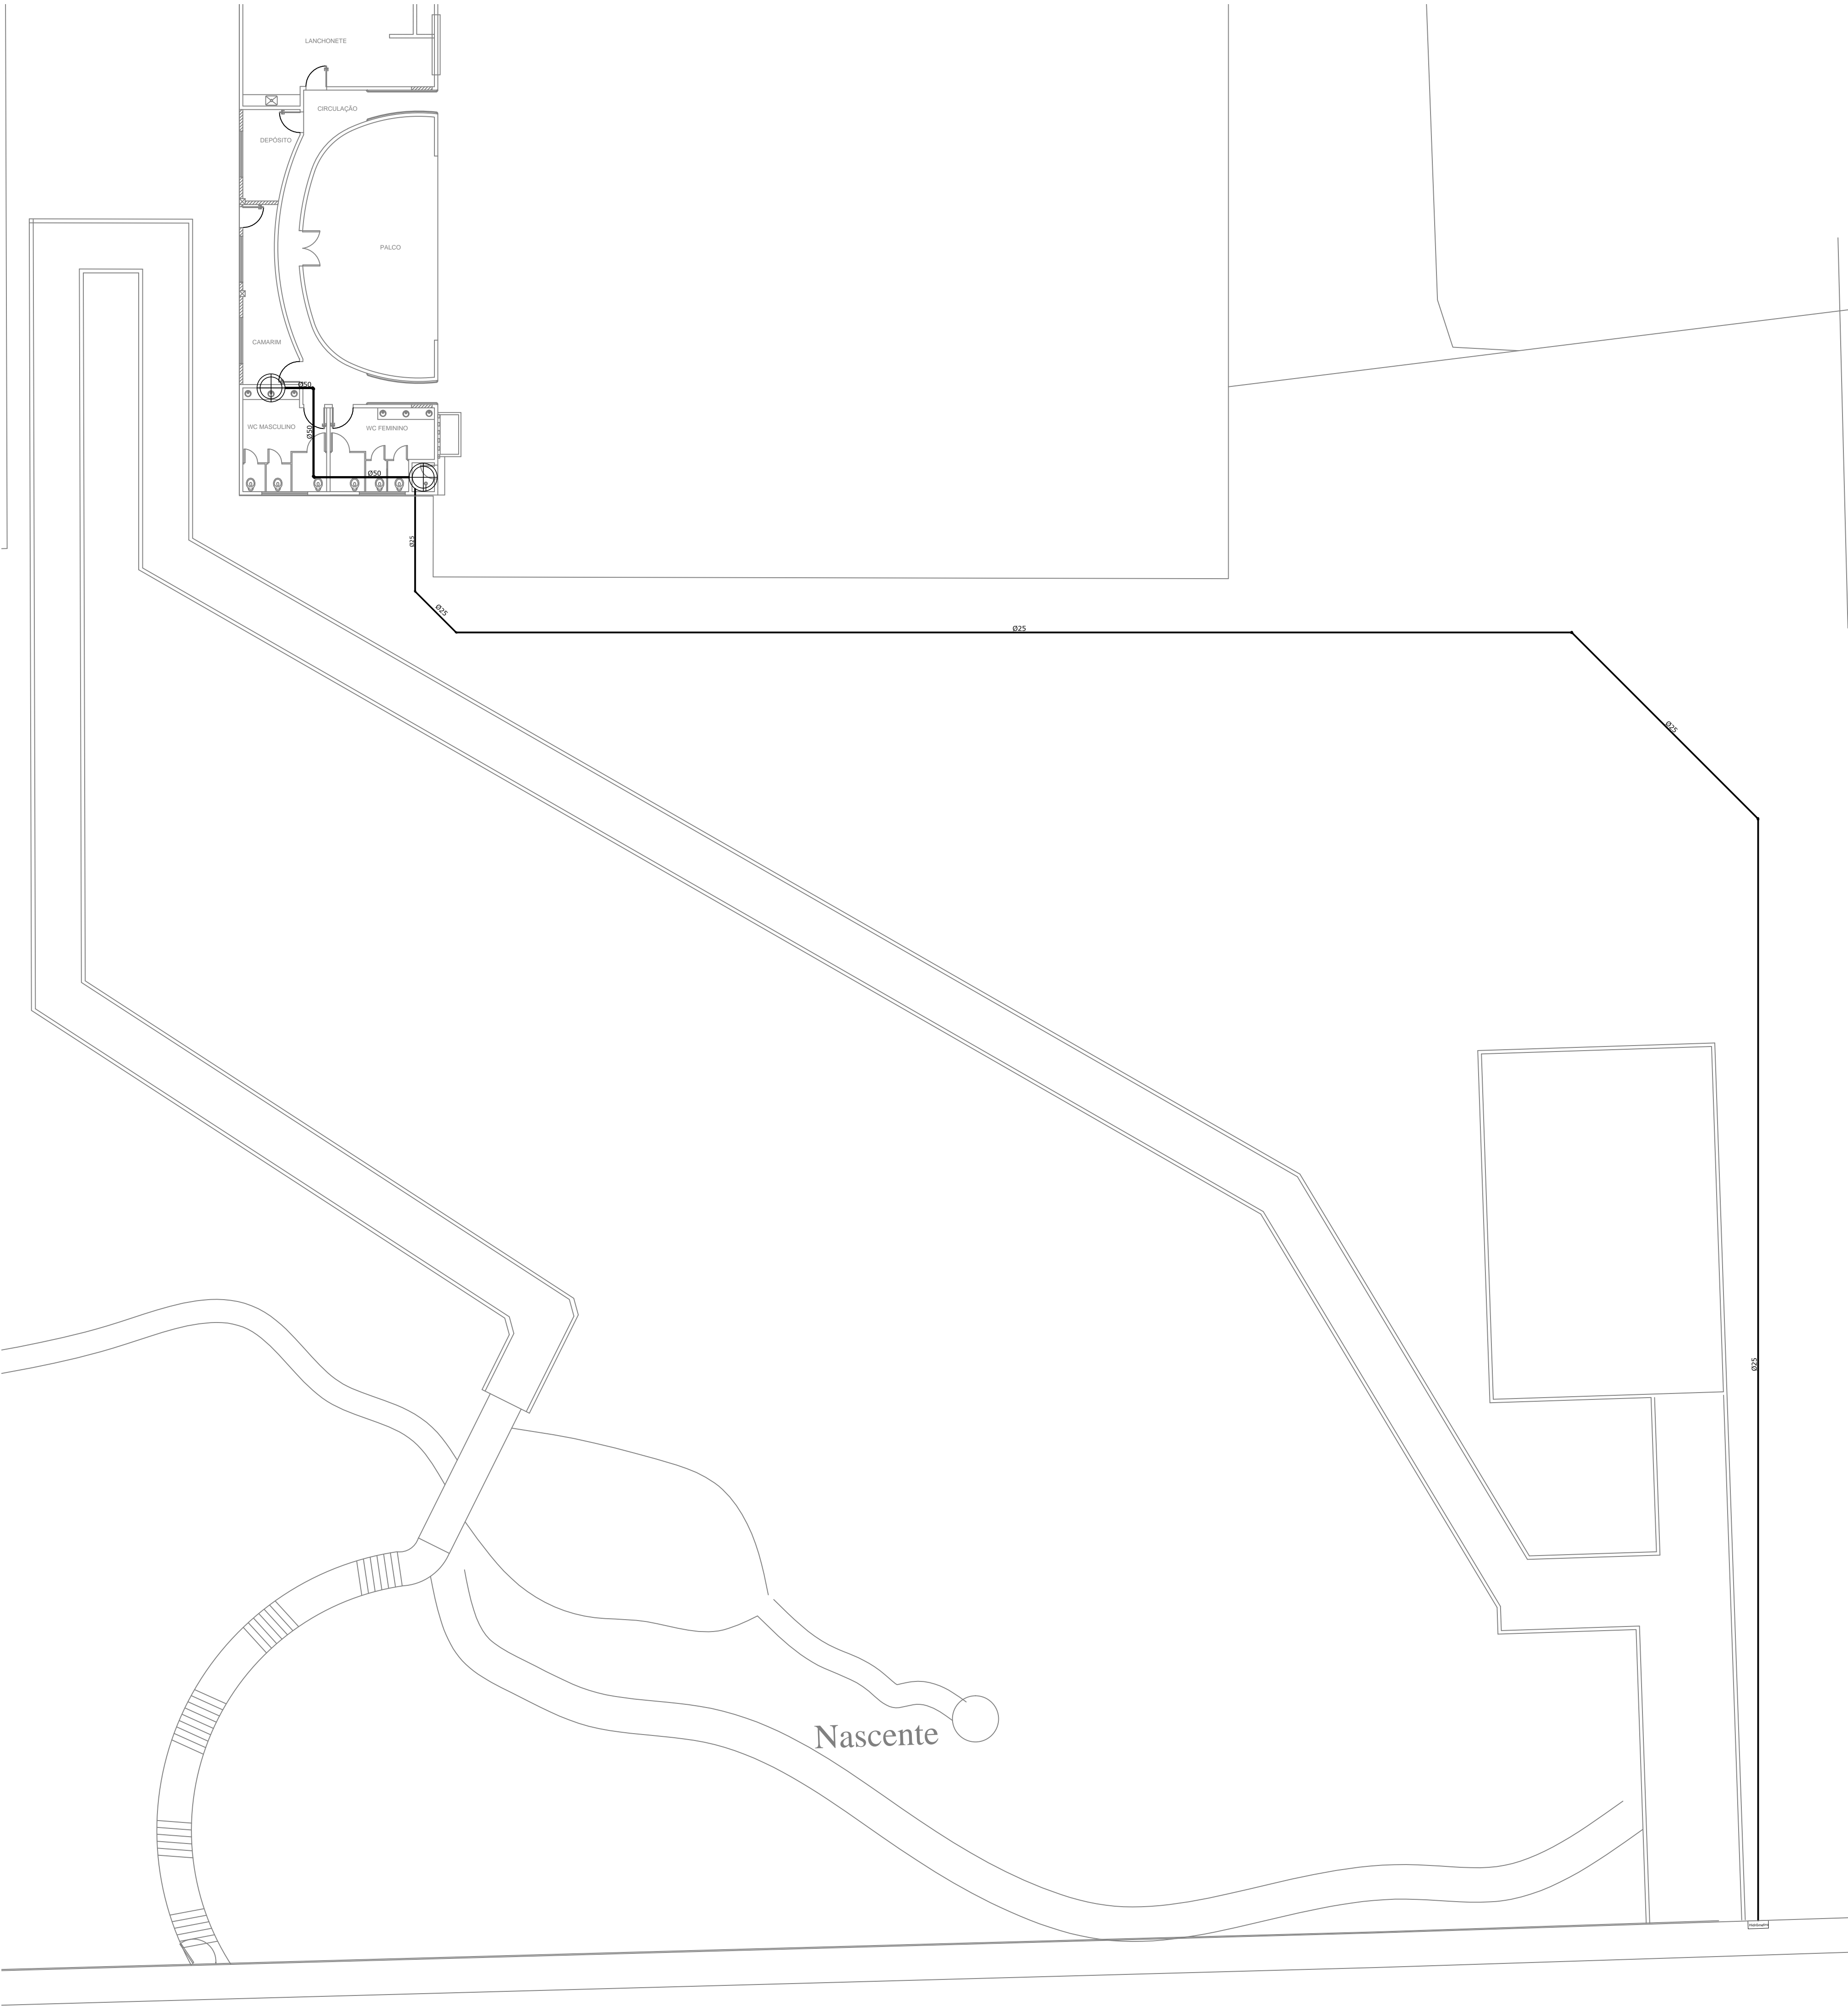 LANCHONETE
CIRCULAÇÃO
DEPÓSITO
PALCO
CAMARIM
Ø50
WC MASCULINO
Ø50
WC FEMININO
Ø50
Ø25
Ø25
Ø25
Ø25
Ø25
Nascente